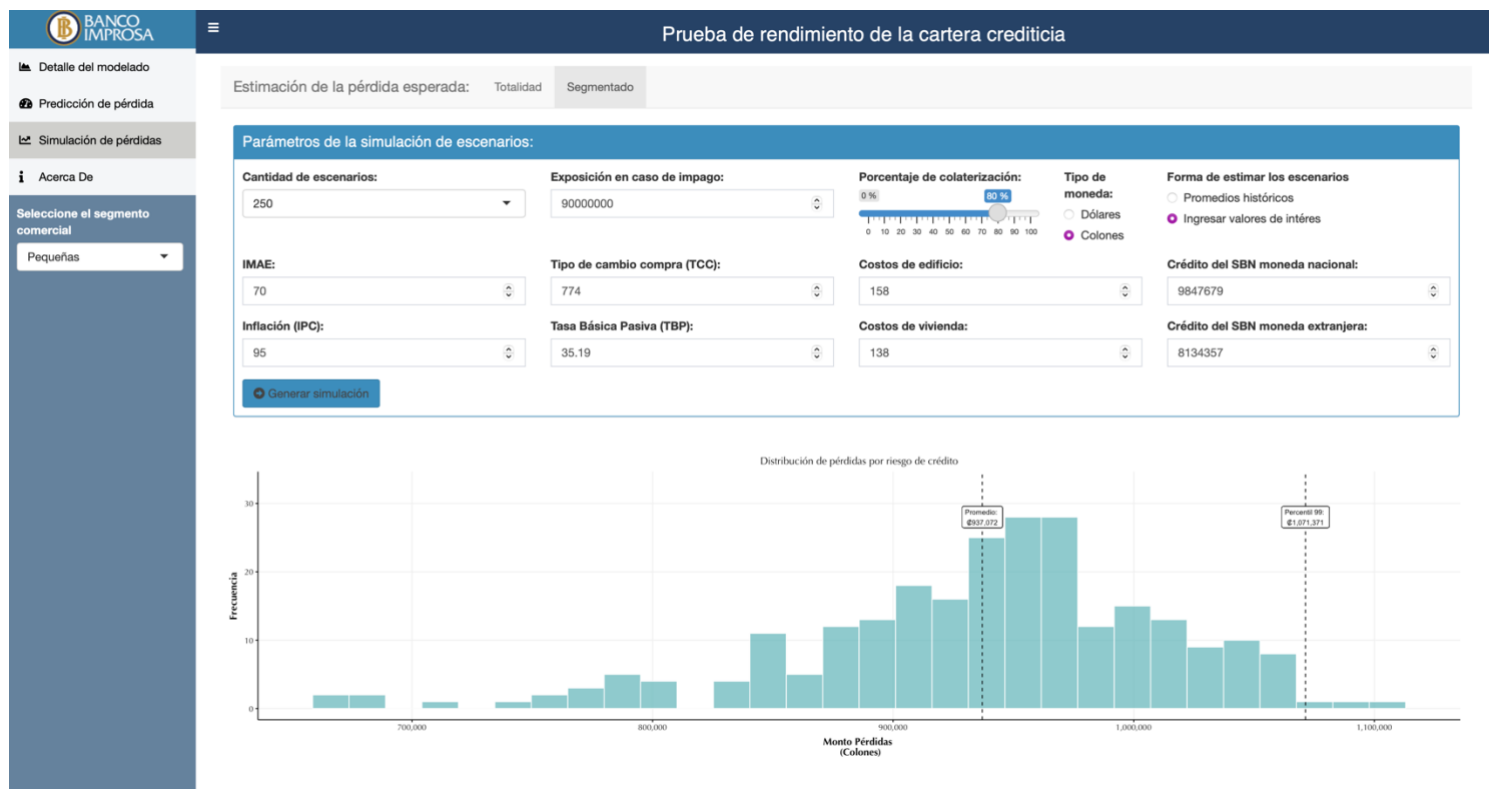 BANCO
IMPROSA
Prueba de rendimiento de la cartera crediticia
Detalle del modelado
Predicción de pérdida
Simulación de pérdidas
Acerca De
Seleccione el segmento
comercial
Pequeñas
Estimación de la pérdida esperada: Totalidad Segmentado
Parámetros de la simulación de escenarios:
Cantidad de escenarios:
250
Exposición en caso de impago:
90000000
Porcentaje de colaterización:
0 % 80 %
0 10 20 30 40 50 60 70 80 90 100
Tipo de
moneda:
Dólares
Colones
Forma de estimar los escenarios
Promedios históricos
Ingresar valores de intéres
IMAE:
70
Tipo de cambio compra (TCC):
774
Costos de edificio:
158
Crédito del SBN moneda nacional:
9847679
Inflación (IPC):
95
Tasa Básica Pasiva (TBP):
35.19
Costos de vivienda:
138
Crédito del SBN moneda extranjera:
8134357
Generar simulación
Distribución de pérdidas por riesgo de crédito
Frecuencia
30
20
10
0
Promedio:
₡937,072
Percentil 99:
₡1,071,371
700,000 800,000 900,000 1,000,000 1,100,000
Monto Pérdidas
(Colones)